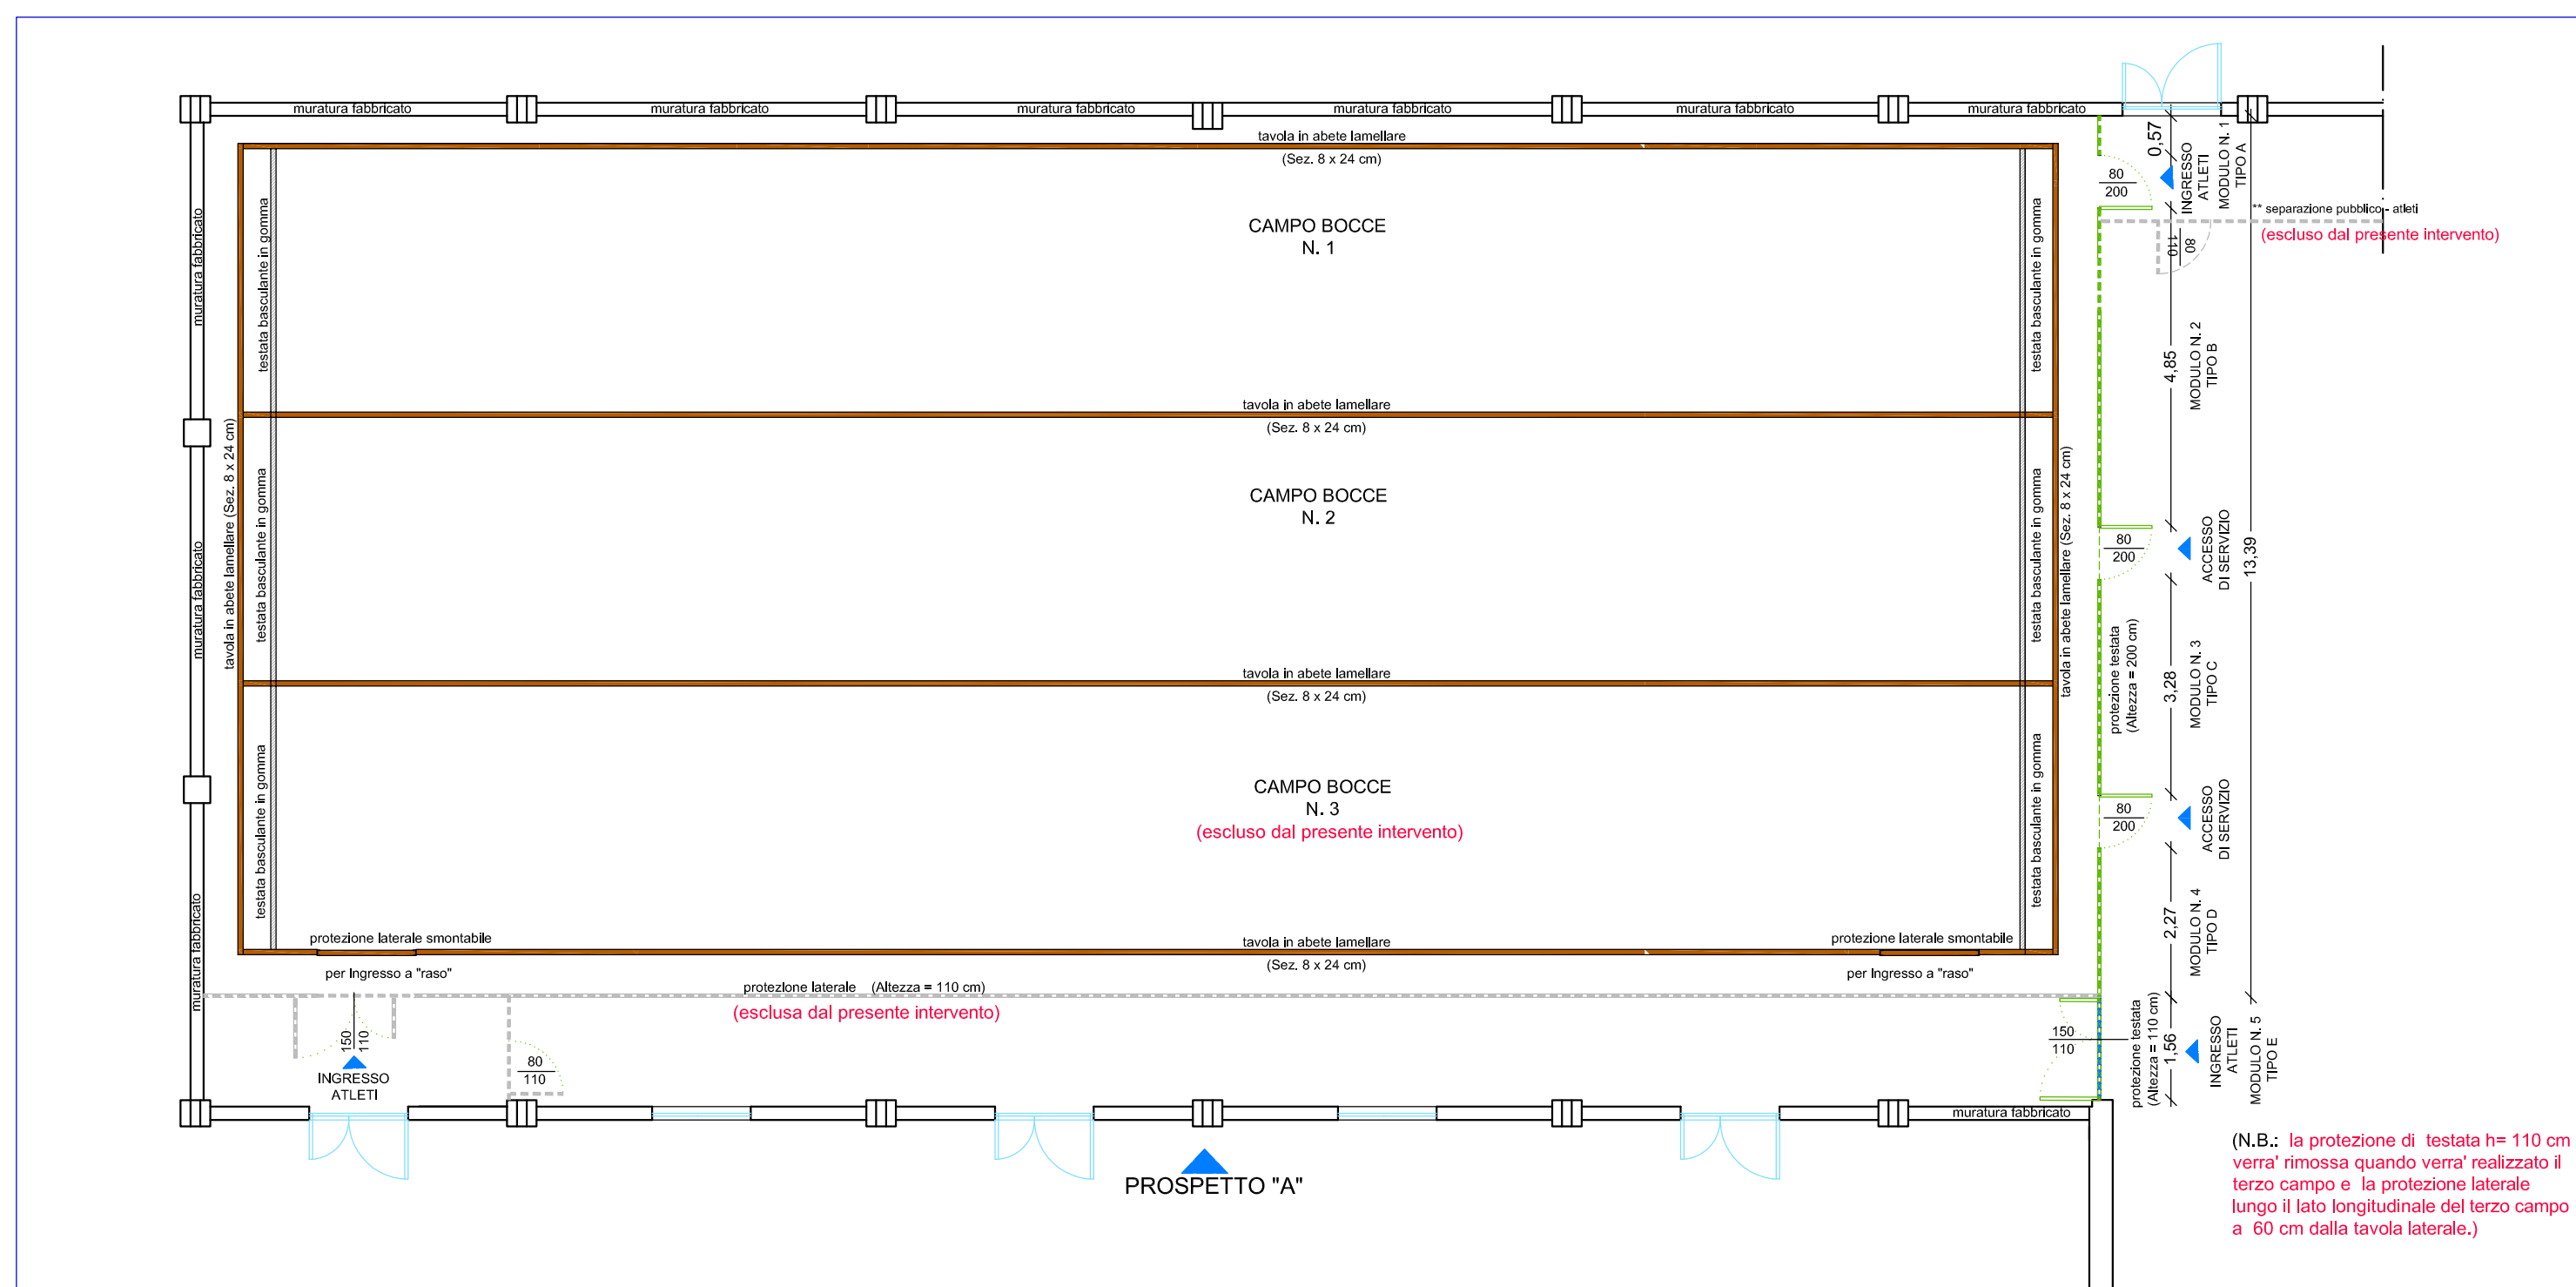 muratura fabbricato
muratura fabbricato
muratura fabbricato
muratura fabbricato
muratura fabbricato
muratura fabbricato
tavola in abete lamellare
(Sez. 8 x 24 cm)
CAMPO BOCCE
N. 1
muratura fabbricato
testata basculante in gomma
testata basculante in gomma
80
200
0,57
INGRESSO
ATLETI
MODULO N. 1
TIPO A
** separazione pubblico - atleti
(escluso dal presente intervento)
80
110
4,85
MODULO N. 2
TIPO B
tavola in abete lamellare
(Sez. 8 x 24 cm)
CAMPO BOCCE
N. 2
muratura fabbricato
tavola in abete lamellare (Sez. 8 x 24 cm)
testata basculante in gomma
testata basculante in gomma
tavola in abete lamellare (Sez. 8 x 24 cm)
80
200
ACCESSO
DI SERVIZIO
13,39
protezione testata
(Altezza = 200 cm)
3,28
MODULO N. 3
TIPO C
tavola in abete lamellare
(Sez. 8 x 24 cm)
CAMPO BOCCE
N. 3
(escluso dal presente intervento)
muratura fabbricato
testata basculante in gomma
testata basculante in gomma
80
200
ACCESSO
DI SERVIZIO
2,27
MODULO N. 4
TIPO D
protezione laterale smontabile
per Ingresso a "raso"
tavola in abete lamellare
(Sez. 8 x 24 cm)
protezione laterale smontabile
per Ingresso a "raso"
protezione laterale (Altezza = 110 cm)
(esclusa dal presente intervento)
150
110
INGRESSO
ATLETI
80
110
150
110
protezione testata
(Altezza = 110 cm)
1,56
INGRESSO
ATLETI
MODULO N. 5
TIPO E
muratura fabbricato
PROSPETTO "A"
(N.B.: la protezione di testata h= 110 cm
verra' rimossa quando verra' realizzato il
terzo campo e la protezione laterale
lungo il lato longitudinale del terzo campo
a 60 cm dalla tavola laterale.)